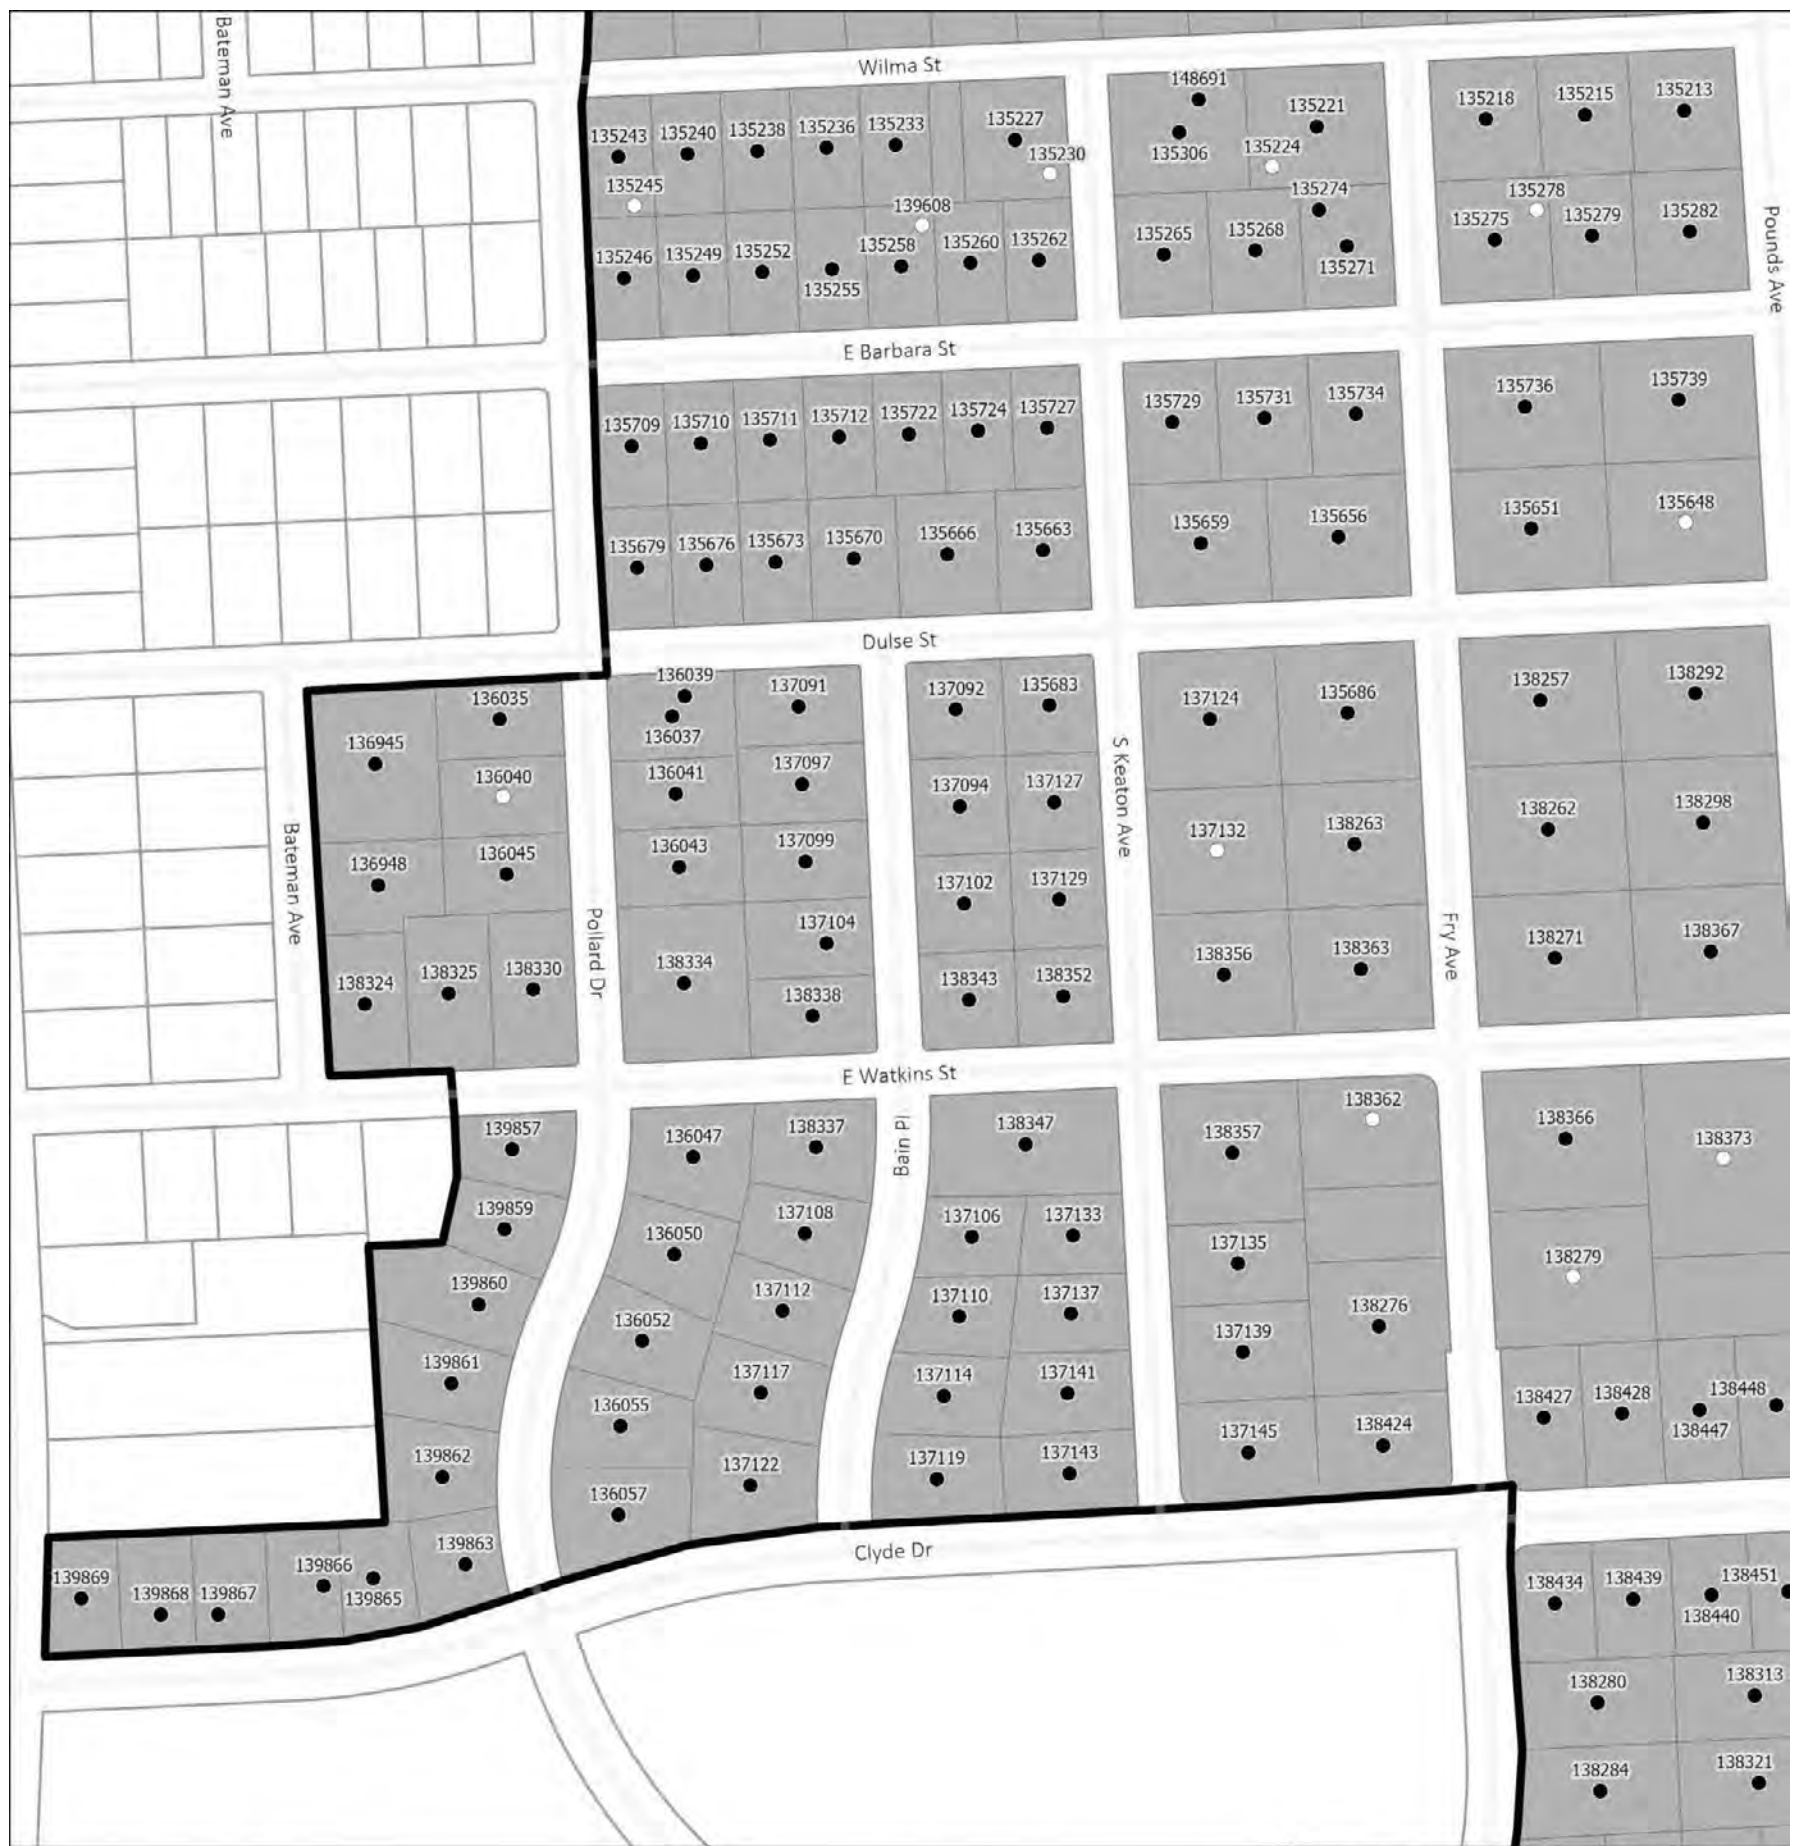 Bateman Ave
Wilma St
148691
135243 135240 135238 135236 135233 135227 135221 135218 135215 135213
135230 135306 135224
135245 135274 135278
139608
135246 135249 135252 135258 135260 135262 135265 135268 135275 135279 135282
135255 135271
Pounds Ave
E Barbara St
135709 135710 135711 135712 135722 135724 135727 135729 135731 135734 135736 135739
135679 135676 135673 135670 135666 135663 135659 135656 135651 135648
Dulse St
136035 136039 137091 137092 135683 137124 135686 138257 138292
136945 136037
136040 136041 137097 137094 137127 137132 138263 138262 138298
S Keaton Ave
136948 136045 136043 137099 137102 137129
Bateman Ave
Pollard Dr
Fry Ave
137104
138324 138325 138330 138334 138343 138352 138356 138363 138271 138367
138338
E Watkins St
139857 136047 138337 138347 138357 138362 138366 138373
Bien Pl
139859 136050 137108 137106 137133 137135 138279
139860 136052 137112 137110 137137 137139 138276
139861 136055 137117 137114 137141 138427 138428 138448
138447
139862 136057 137122 137119 137143 137145 138424
Clyde Dr
139869 139868 139867 139866 139865 139863
138434 138439 138451
138440
138280 138313
138284 138321